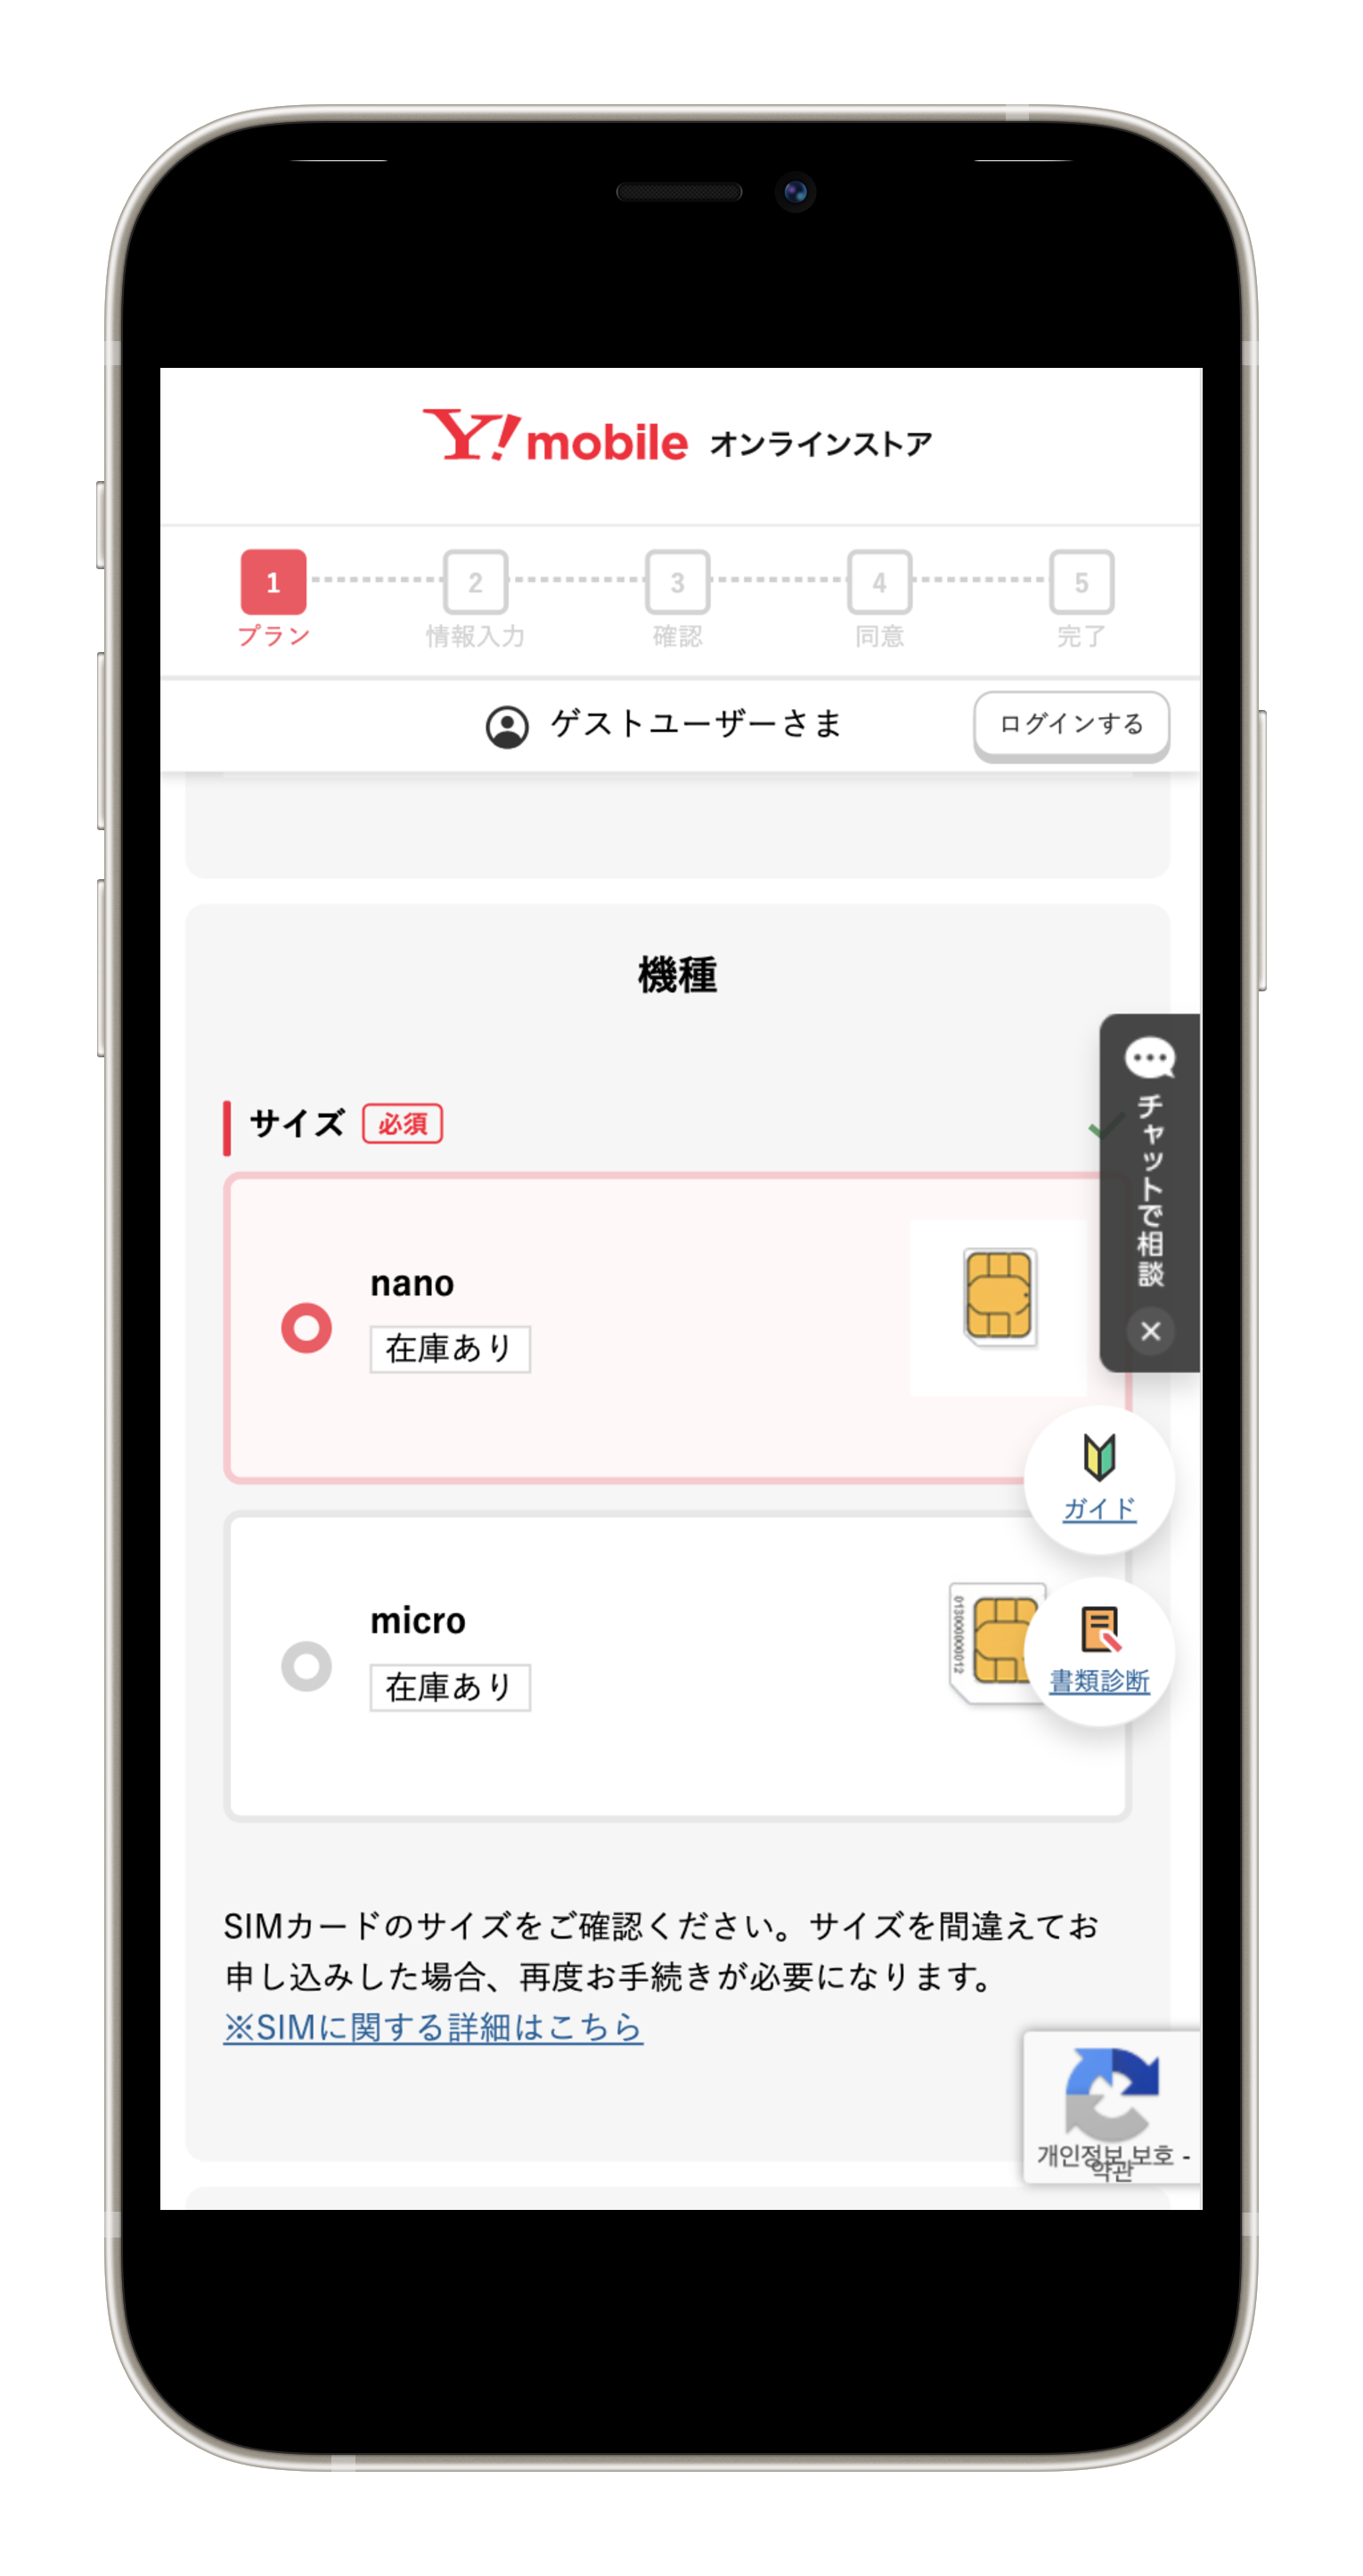 Y!mobile オンラインストア
1 2 3 4 5
プラン 情報入力 確認 同意 完了
ゲストユーザーさま ログインする
機種
サイズ 必須
チャットで相談
nano
在庫あり
ガイド
micro
在庫あり
013000000012
書類診断
SIMカードのサイズをご確認ください。サイズを間違えてお
申し込みした場合、再度お手続きが必要になります。
※SIMに関する詳細はこちら
개인정보 보호 -
약관